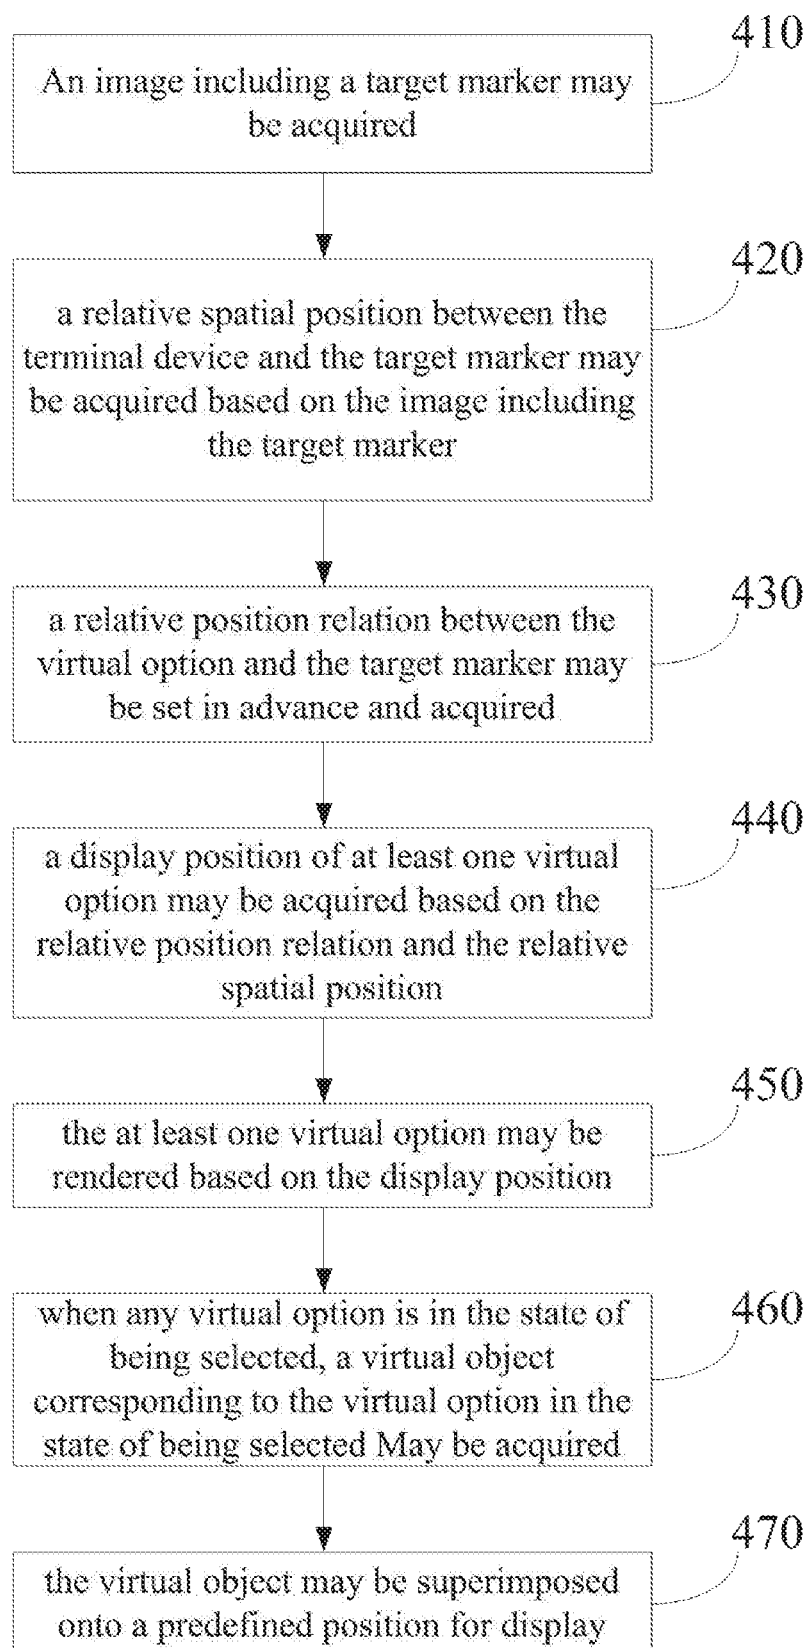 410
An image including a target marker may
be acquired
420
a relative spatial position between the
terminal device and the target marker may
be acquired based on the image including
the target marker
430
a relative position relation between the
virtual option and the target marker may
be set in advance and acquired
440
a display position of at least one virtual
option may be acquired based on the
relative position relation and the relative
spatial position
450
the at least one virtual option may be
rendered based on the display position
460
when any virtual option is in the state of
being selected, a virtual object
corresponding to the virtual option in the
state of being selected May be acquired
470
the virtual object may be superimposed
onto a predefined position for display